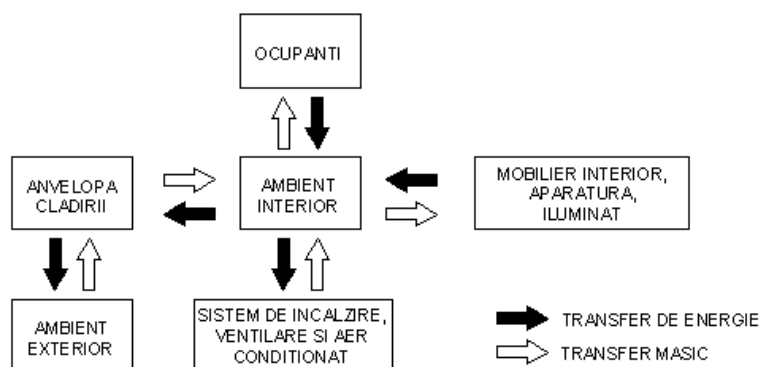 OCUPANTI
ANVELOPA
CLADIRII
AMBIENT
INTERIOR
MOBILIER INTERIOR,
APARATURA,
ILUMINAT
AMBIENT
EXTERIOR
SISTEM DE INCALZIRE,
VENTILARE SI AER
CONDITIONAT
TRANSFER DE ENERGIE
TRANSFER MASIC